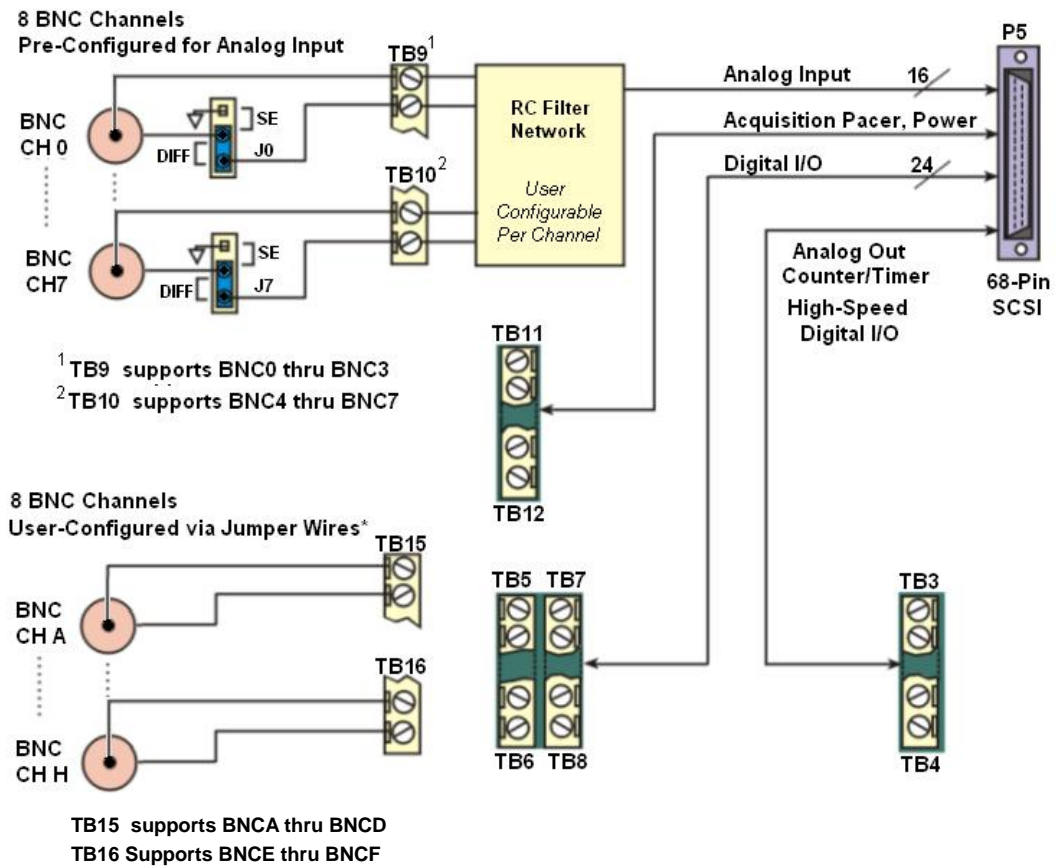 8 BNC Channels
Pre-Configured for Analog Input
BNC
CH 0
DIFF
SE
J0
TB9¹
BNC
CH7
DIFF
SE
J7
TB10²
RC Filter
Network
User
Configurable
Per Channel
Analog Input
16
Acquisition Pacer, Power
Digital I/O
24
Analog Out
Counter/Timer
High-Speed
Digital I/O
P5
68-Pin
SCSI
¹ TB9 supports BNC0 thru BNC3
² TB10 supports BNC4 thru BNC7
TB11
TB12
8 BNC Channels
User-Configured via Jumper Wires*
BNC
CH A
TB15
BNC
CH H
TB16
TB5 TB7
TB6 TB8
TB3
TB4
TB15 supports BNCA thru BNCD
TB16 Supports BNCE thru BNCF